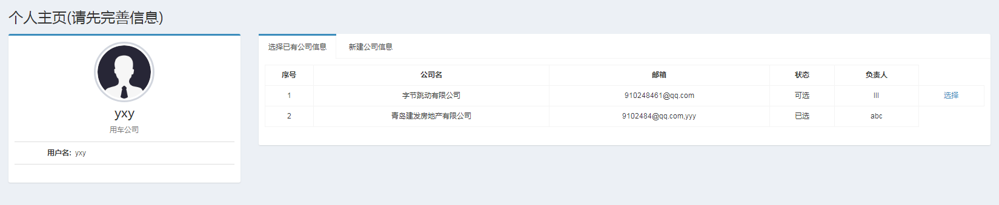 个人主页(请先完善信息)
yxy
用车公司
用户名: yxy
选择已有公司信息 新建公司信息
序号 公司名 邮箱 状态 负责人
1 字节跳动有限公司 910248461@qq.com 可选 lll 选择
2 青岛建发房地产有限公司 9102484@qq.com,yyy 已选 abc